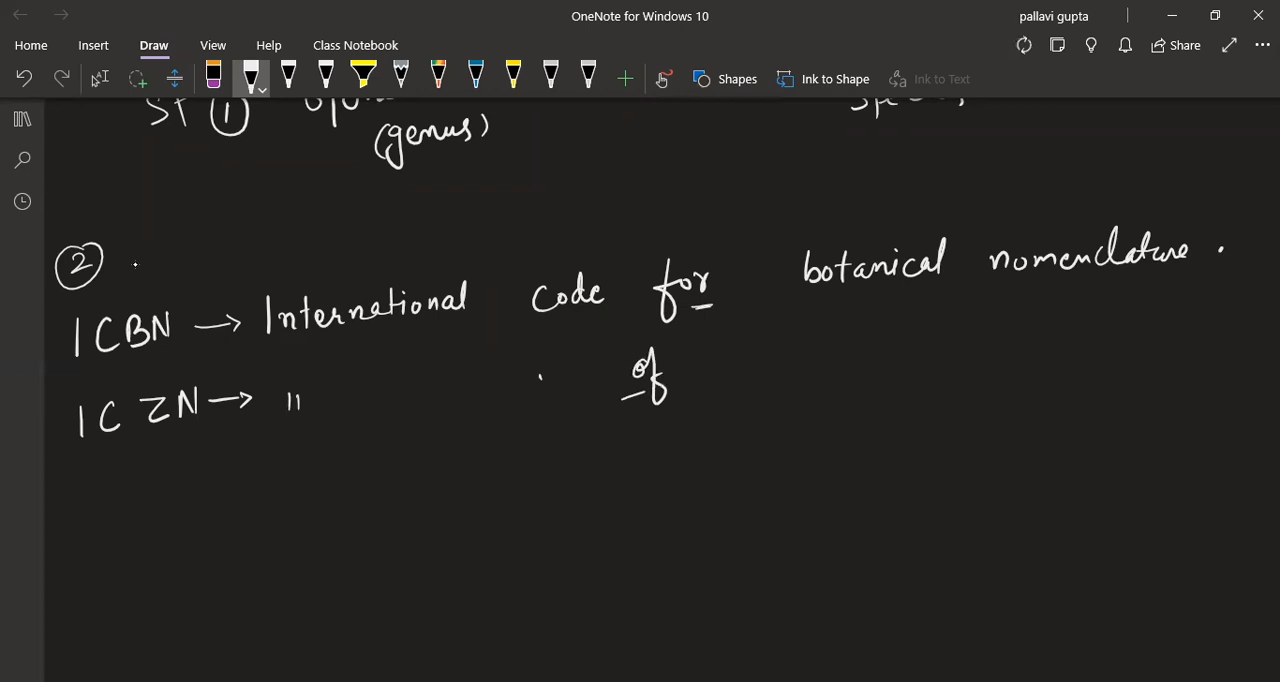 OneNote for Windows 10
pallavi gupta
Home Insert Draw View Help Class Notebook
Share
Shapes Ink to Shape Ink to Text
(genus)
2
ICBN → International code for botanical nomenclature.
ICZN → " of